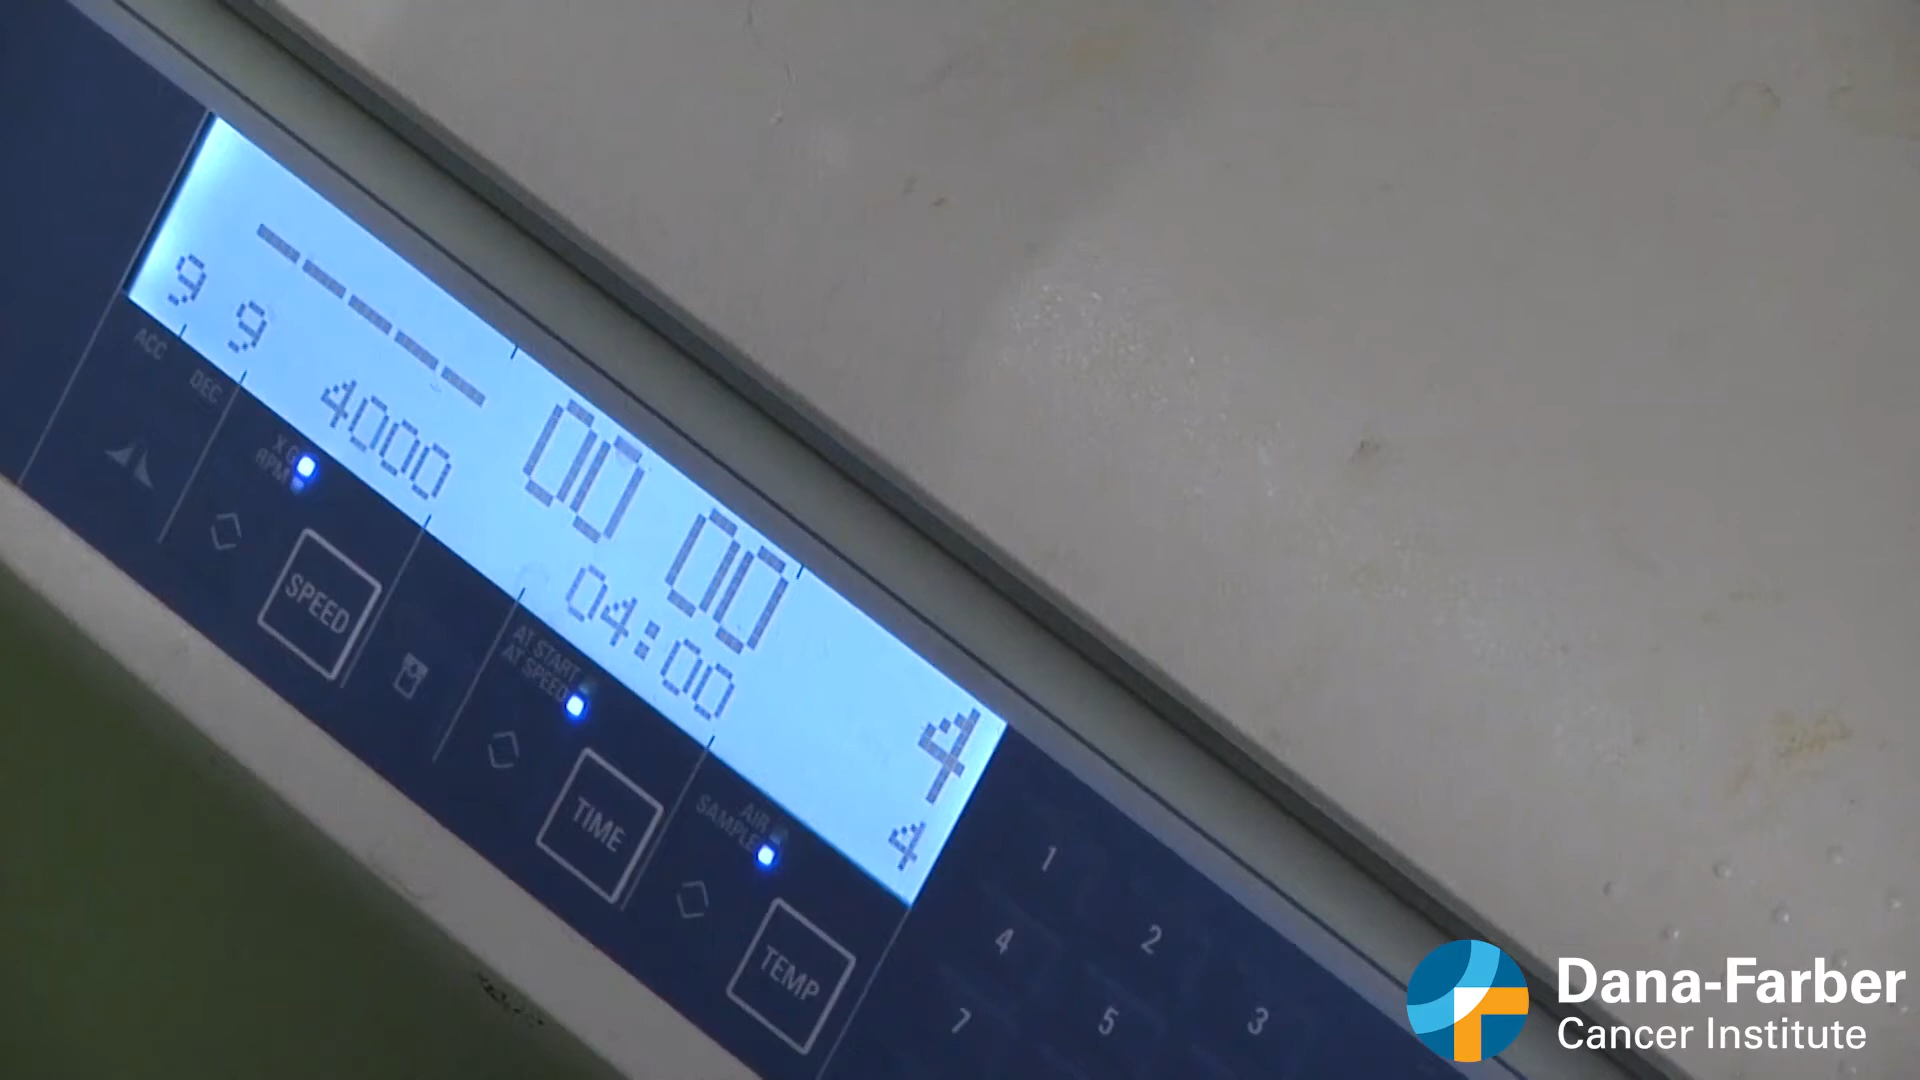 -----
9
9
4000
00 00
04:00
4
4
ACC
DEC
X G
RPM
SPEED
AT START
AT SPEED
TIME
AIR
SAMPLE
TEMP
1 2 3
4 5
7
Dana-Farber
Cancer Institute